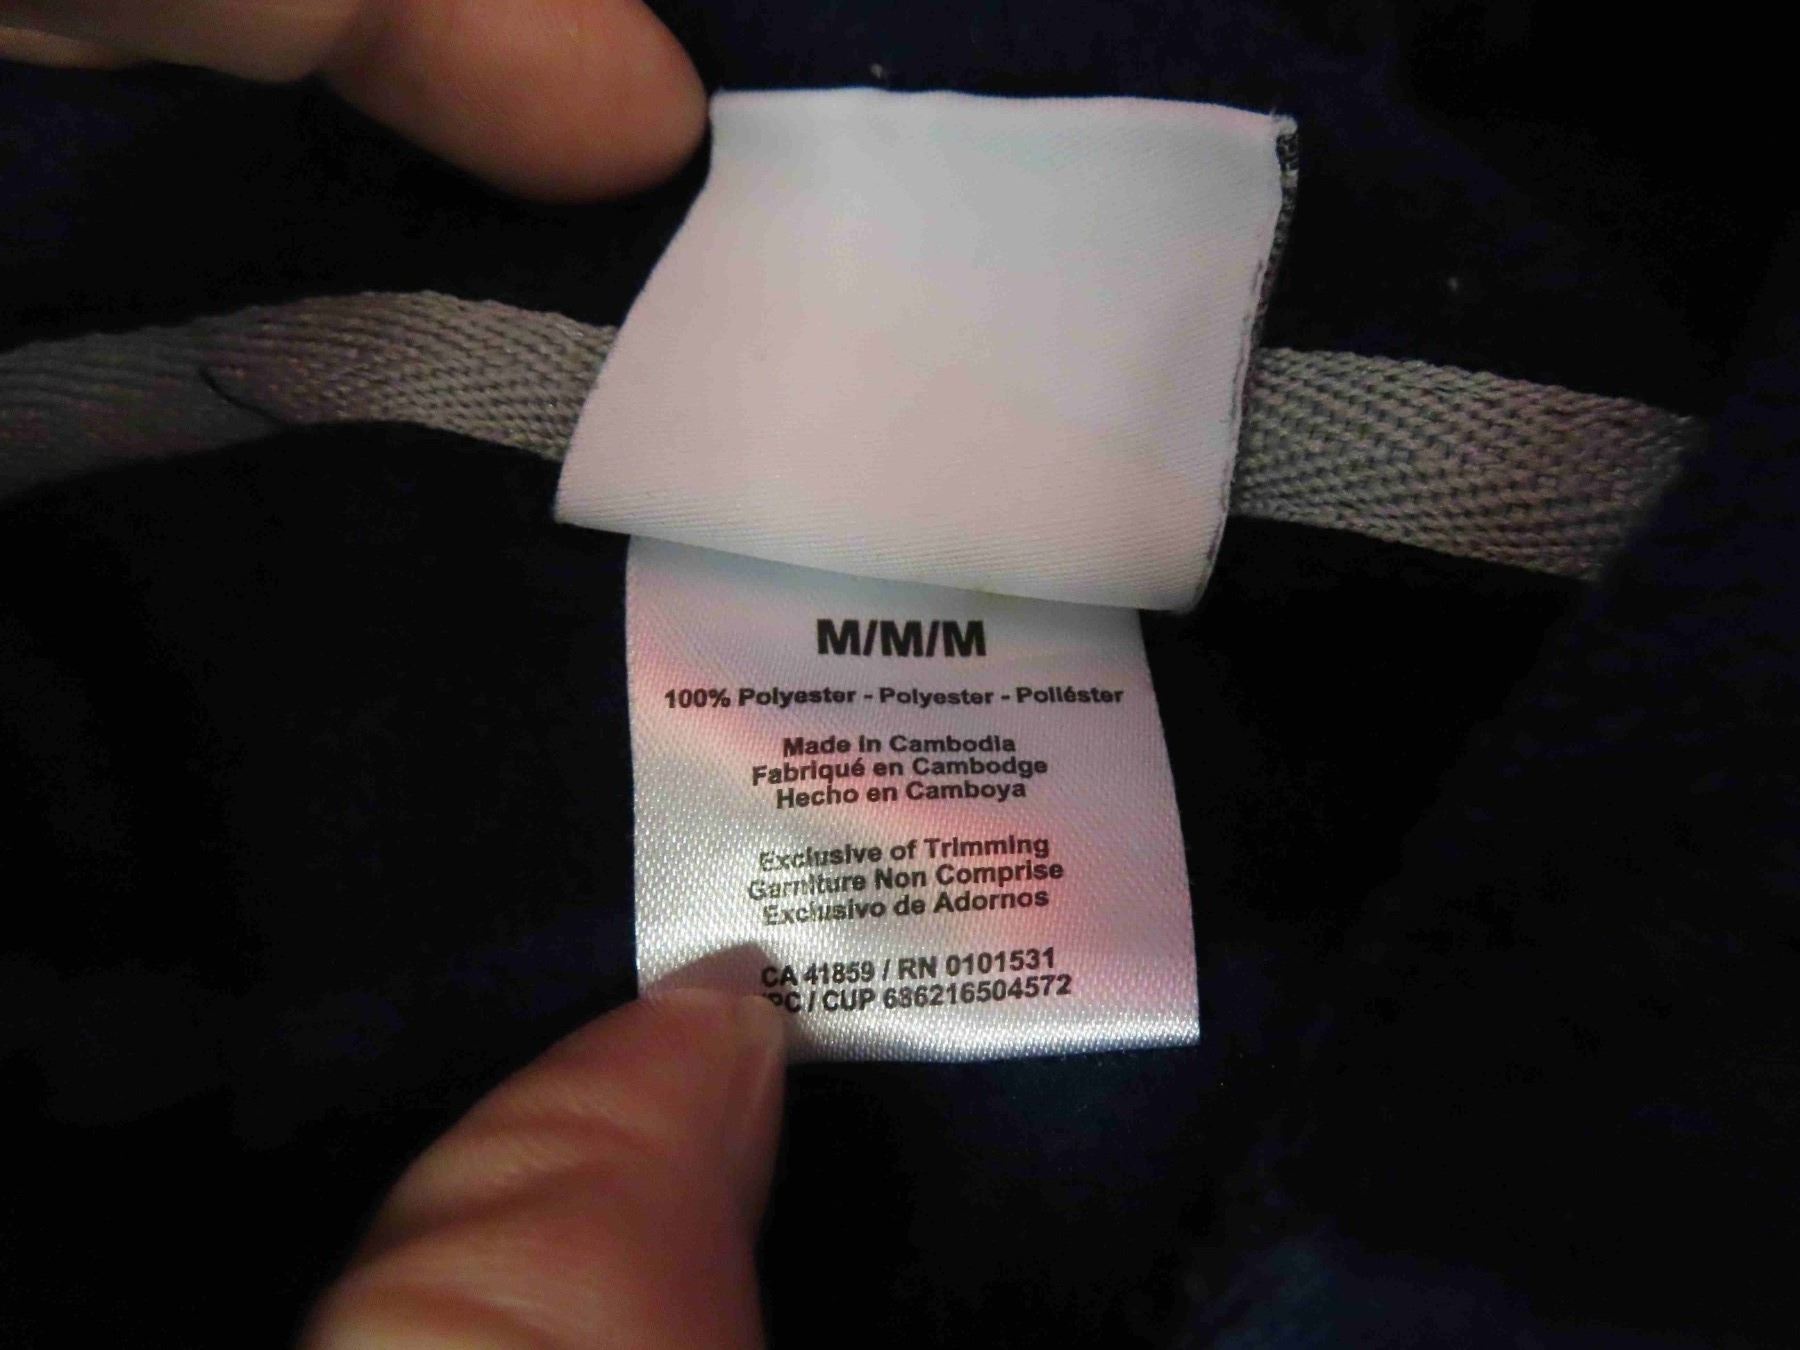 M/M/M
100% Polyester - Polyester - Poliéster
Made in Cambodia
Fabriqué en Cambodge
Hecho en Camboya
Exclusive of Trimming
Garniture Non Comprise
Exclusivo de Adornos
CA 41859 / RN 0101531
PC / CUP 686216504572